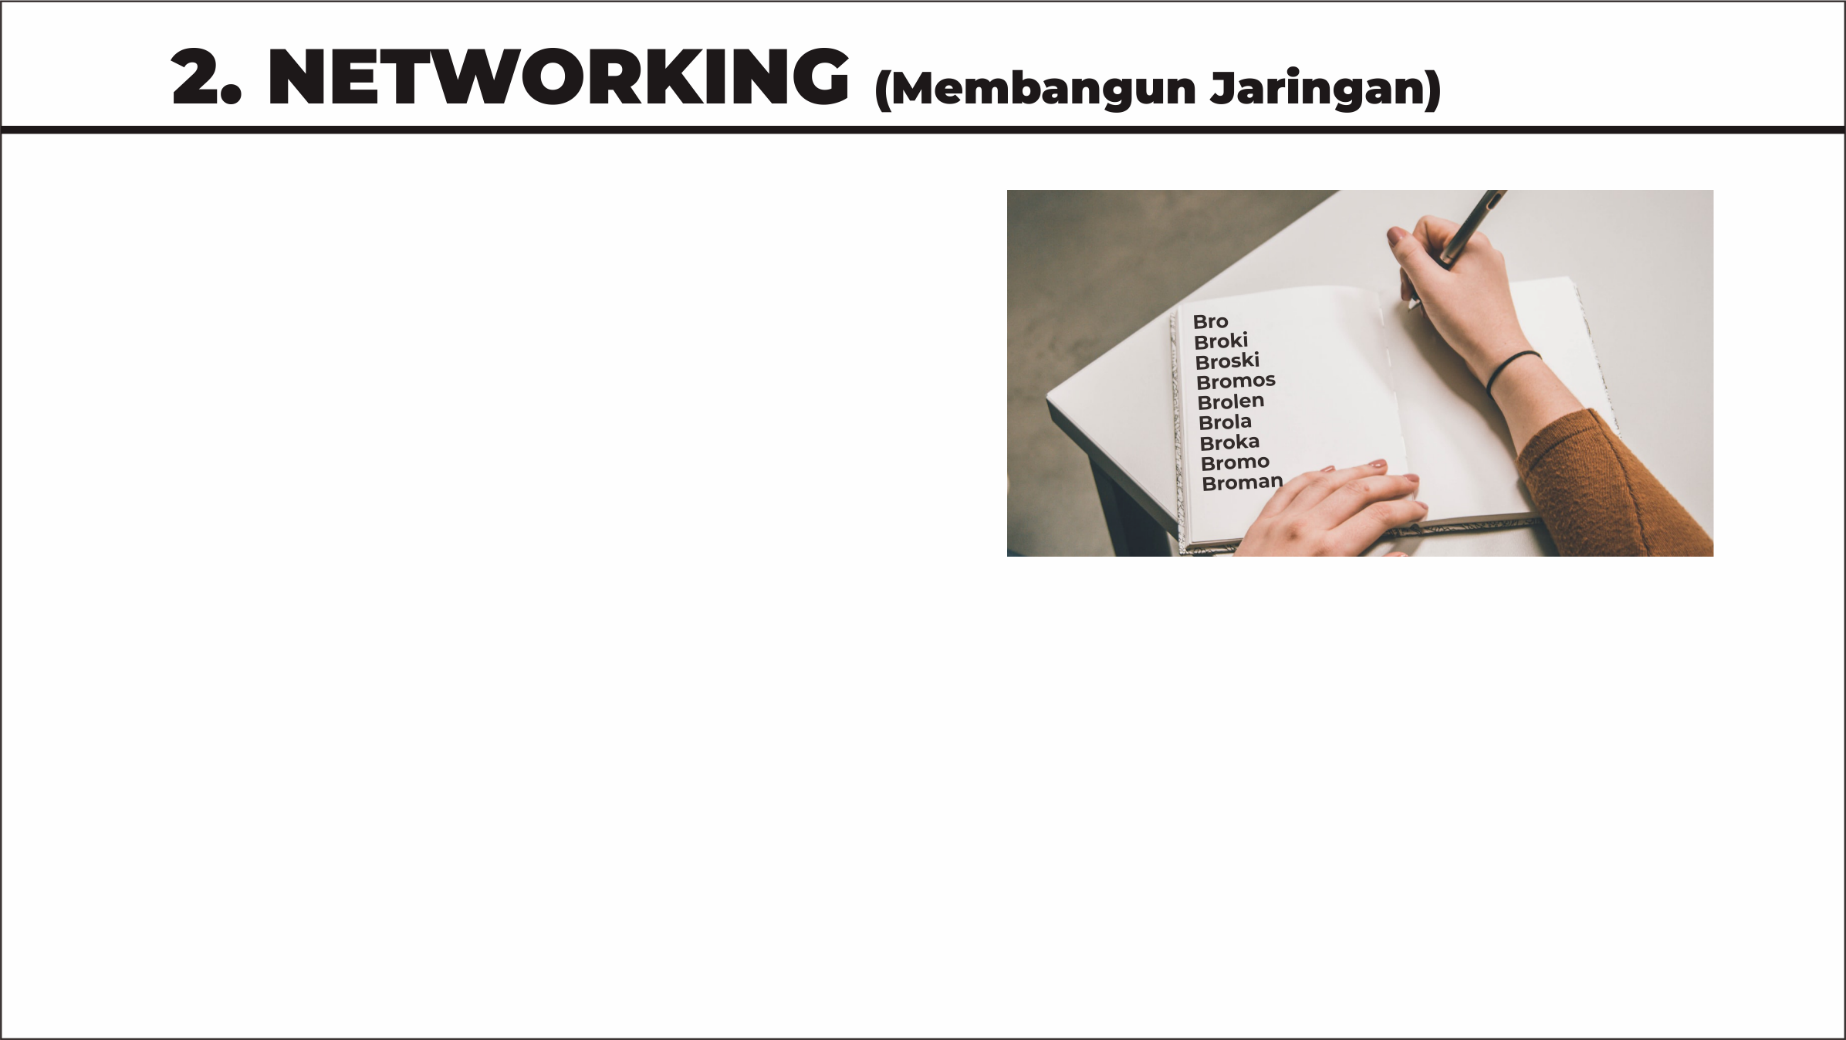 2. NETWORKING (Membangun Jaringan)
Bro
Broki
Broski
Bromos
Brolen
Brola
Broka
Bromo
Broman